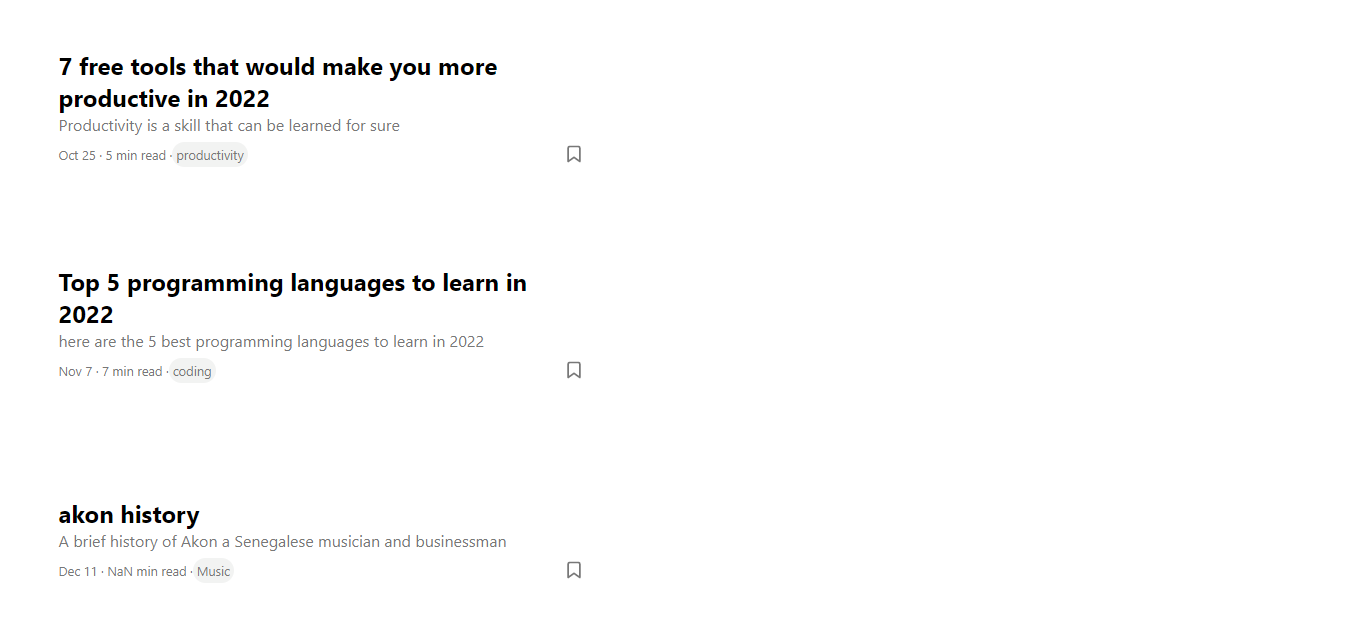 7 free tools that would make you more
productive in 2022
Productivity is a skill that can be learned for sure
Oct 25 · 5 min read · productivity
Top 5 programming languages to learn in
2022
here are the 5 best programming languages to learn in 2022
Nov 7 · 7 min read · coding
akon history
A brief history of Akon a Senegalese musician and businessman
Dec 11 · NaN min read · Music